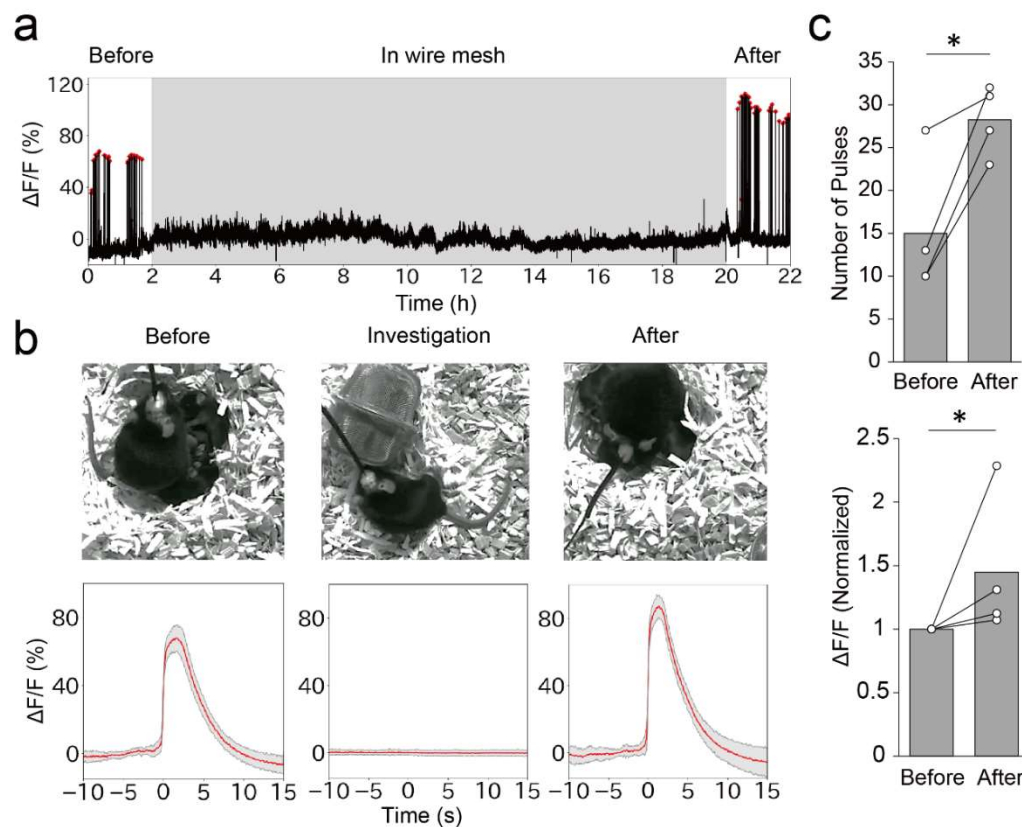 a
Before In wire mesh After
ΔF/F (%)
120
80
40
0
0 2 4 6 8 10 12 14 16 18 20 22
Time (h)
b
Before Investigation After
ΔF/F (%)
80
40
0
80
40
0
−10 −5 0 5 10 15 −10 −5 0 5 10 15 −10 −5 0 5 10 15
Time (s)
c
*
Number of Pulses
35
30
25
20
15
10
5
0
Before After
*
ΔF/F (Normalized)
2.5
2
1.5
1
0.5
0
Before After